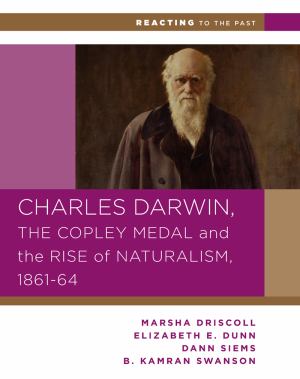 REACTING TO THE PAST
CHARLES DARWIN,
THE COPLEY MEDAL and
the RISE of NATURALISM,
1861-64
MARSHA DRISCOLL
ELIZABETH E. DUNN
DANN SIEMS
B. KAMRAN SWANSON